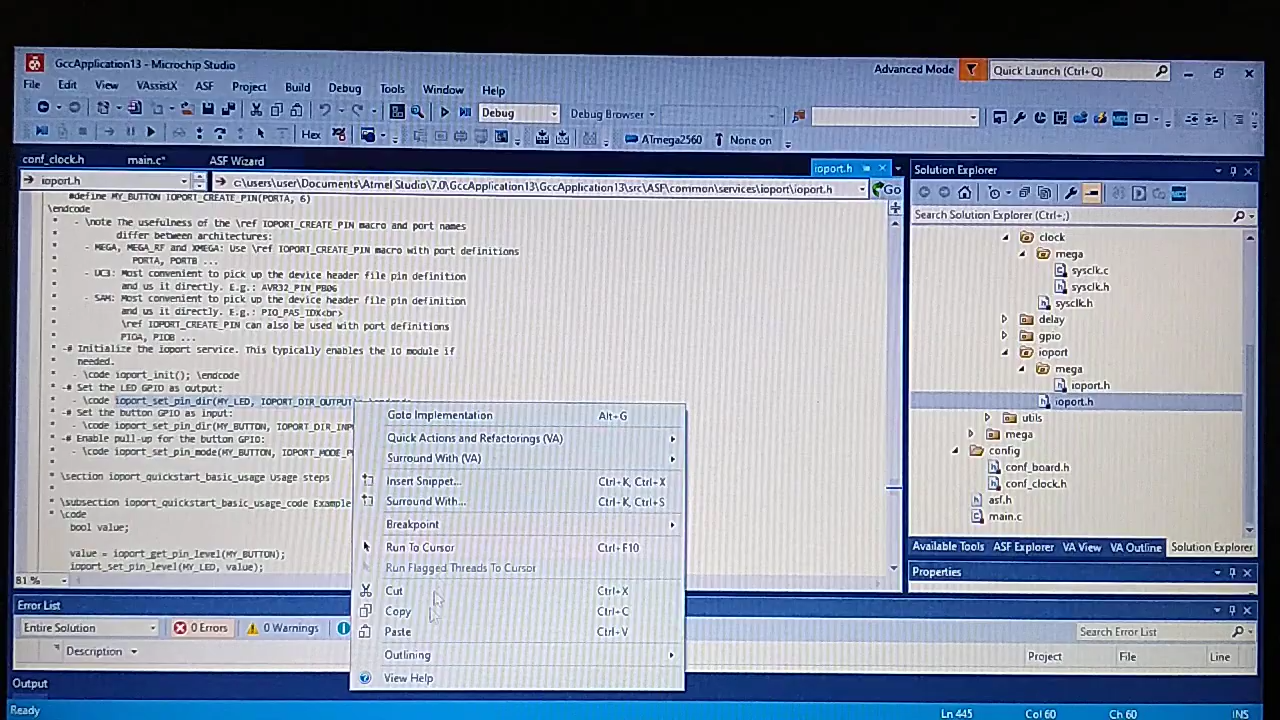 GccApplication13 - Microchip Studio
Advanced Mode
Quick Launch (Ctrl+Q)
File Edit View VAssistX ASF Project Build Debug Tools Window Help
Debug
Debug Browser
Hex
ATmega2560
None on
conf_clock.h main.c* ASF Wizard
ioport.h
ioport.h
c:\users\user\Documents\Atmel Studio\7.0\GccApplication13\GccApplication13\src\ASF\common\services\ioport\ioport.h
Go
#define MY_BUTTON IOPORT_CREATE_PIN(PORTA, 6)
\endcode
* - \note The usefulness of the \ref IOPORT_CREATE_PIN macro and port names
* differ between architectures:
* - MEGA, MEGA_RF and XMEGA: Use \ref IOPORT_CREATE_PIN macro with port definitions
* PORTA, PORTB ...
* - UC3: Most convenient to pick up the device header file pin definition
* and us it directly. E.g.: AVR32_PIN_PB06
* - SAM: Most convenient to pick up the device header file pin definition
* and us it directly. E.g.: PIO_PA5_IDX<br>
* \ref IOPORT_CREATE_PIN can also be used with port definitions
* PIOA, PIOB ...
* -# Initialize the ioport service. This typically enables the IO module if
* needed.
* - \code ioport_init(); \endcode
* -# Set the LED GPIO as output:
* - \code ioport_set_pin_dir(MY_LED, IOPORT_DIR_OUTPUT); \endcode
* -# Set the button GPIO as input:
* - \code ioport_set_pin_dir(MY_BUTTON, IOPORT_DIR_INP
* -# Enable pull-up for the button GPIO:
* - \code ioport_set_pin_mode(MY_BUTTON, IOPORT_MODE_P
*
* \section ioport_quickstart_basic_usage Usage steps
*
* \subsection ioport_quickstart_basic_usage_code Example
* \code
bool value;
value = ioport_get_pin_level(MY_BUTTON);
ioport_set_pin_level(MY_LED, value);
81 %
Goto Implementation Alt+G
Quick Actions and Refactorings (VA)
Surround With (VA)
Insert Snippet... Ctrl+K, Ctrl+X
Surround With... Ctrl+K, Ctrl+S
Breakpoint
Run To Cursor Ctrl+F10
Run Flagged Threads To Cursor
Cut Ctrl+X
Copy Ctrl+C
Paste Ctrl+V
Outlining
View Help
Solution Explorer
Search Solution Explorer (Ctrl+;)
clock
mega
sysclk.c
sysclk.h
sysclk.h
delay
gpio
ioport
mega
ioport.h
ioport.h
utils
mega
config
conf_board.h
conf_clock.h
asf.h
main.c
Available Tools ASF Explorer VA View VA Outline Solution Explorer
Properties
Error List
Entire Solution
0 Errors
0 Warnings
Search Error List
Description
Project File Line
Output
Ready
Ln 445 Col 60 Ch 60 INS